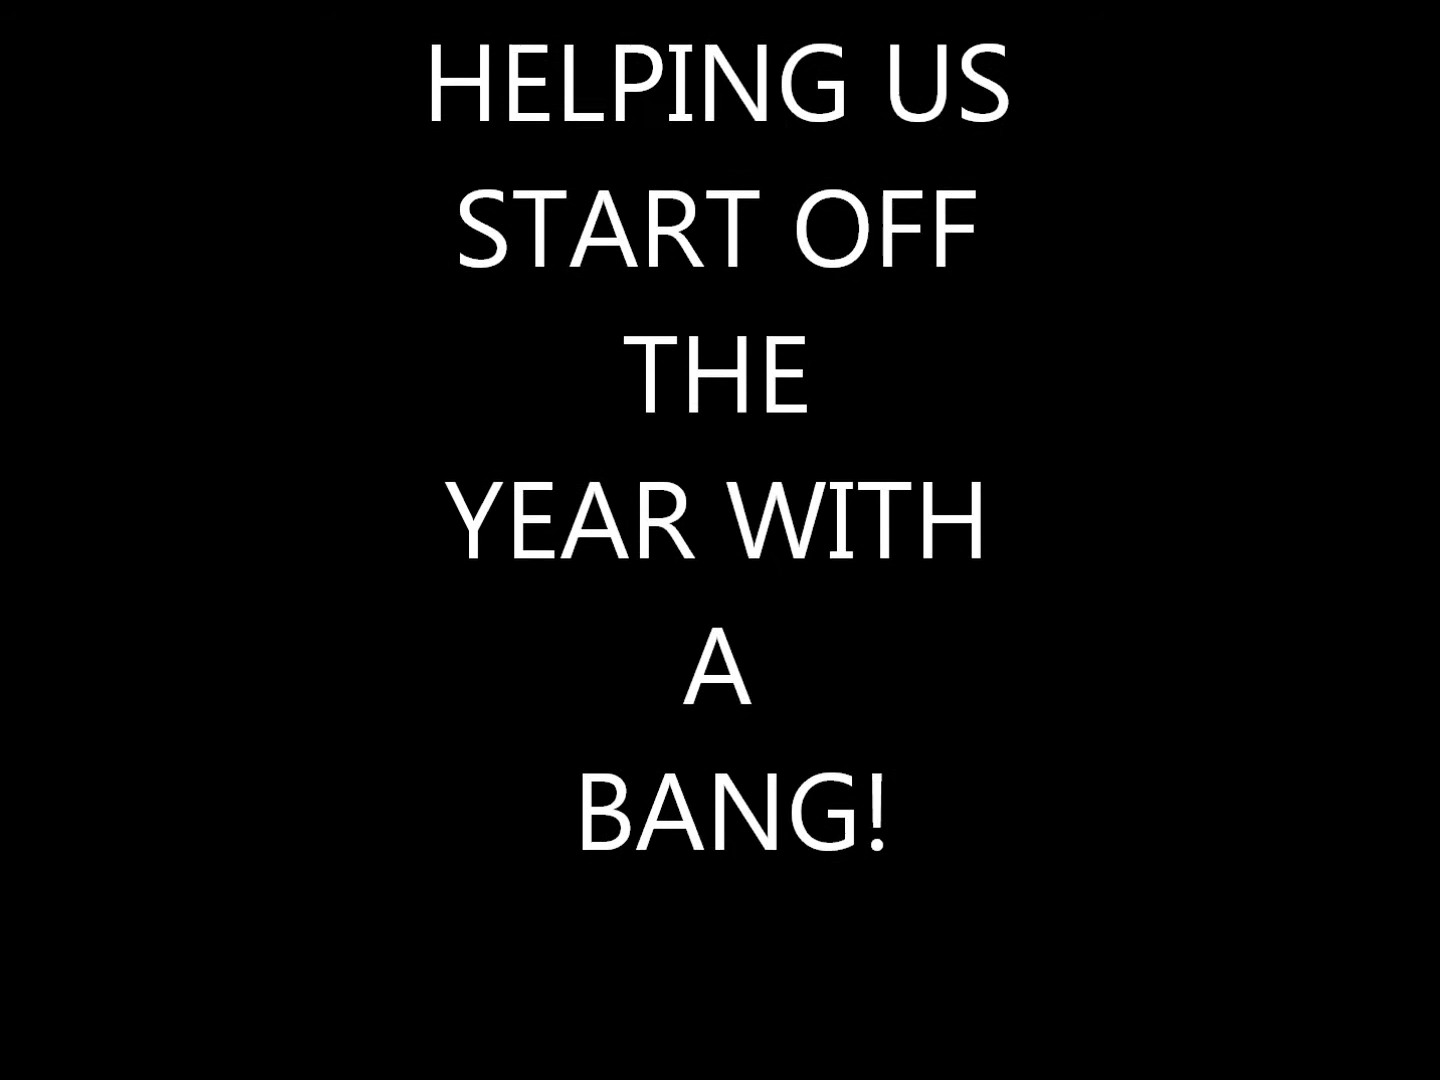 HELPING US
START OFF
THE
YEAR WITH
A
BANG!